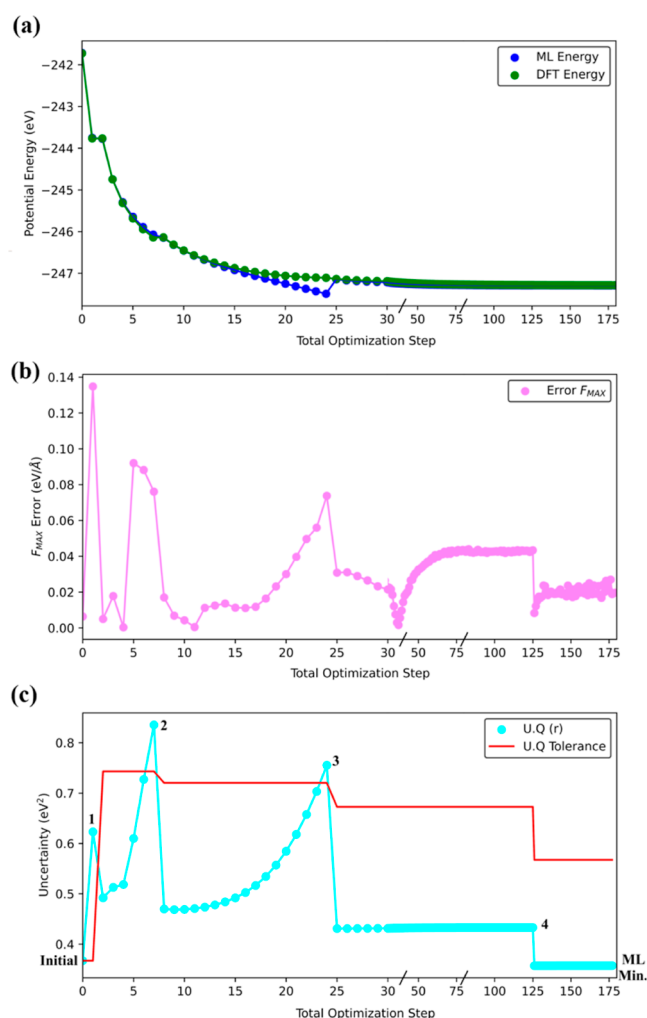 (a)
−242
−243
−244
−245
−246
−247
Potential Energy (eV)
ML Energy
DFT Energy
0 5 10 15 20 25 30 50 75 100 125 150 175
Total Optimization Step
(b)
0.14
0.12
0.10
0.08
0.06
0.04
0.02
0.00
F_MAX Error (eV/Å)
Error F_MAX
0 5 10 15 20 25 30 50 75 100 125 150 175
Total Optimization Step
(c)
0.8
0.7
0.6
0.5
0.4
Uncertainty (eV²)
U.Q (r)
U.Q Tolerance
1
2
3
4
Initial
ML
Min.
0 5 10 15 20 25 30 50 75 100 125 150 175
Total Optimization Step